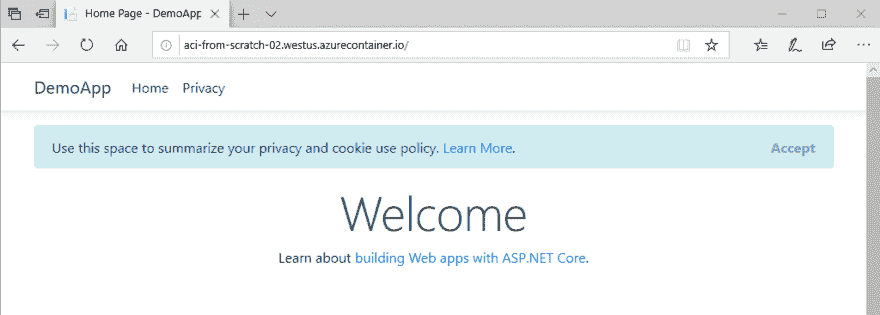 Home Page - DemoApp
aci-from-scratch-02.westus.azurecontainer.io/
DemoApp Home Privacy
Use this space to summarize your privacy and cookie use policy. Learn More. Accept
Welcome
Learn about building Web apps with ASP.NET Core.